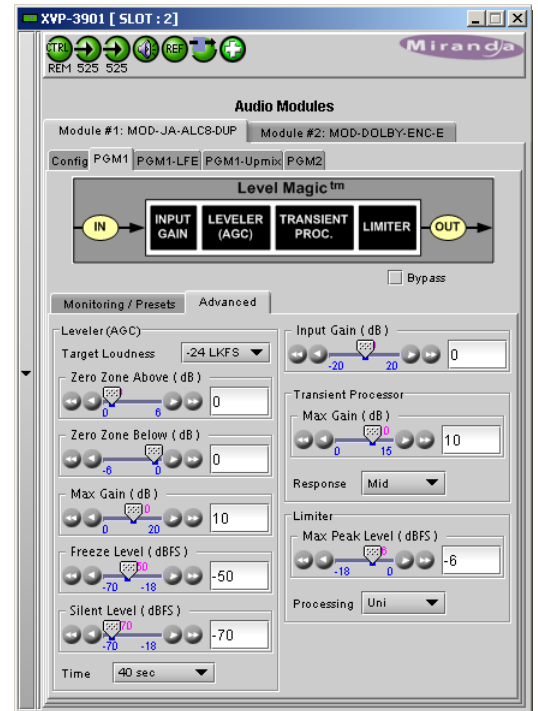 XVP-3901 [ SLOT : 2]
CTRL REF
REM 525 525
Miranda
Audio Modules
Module #1: MOD-JA-ALC8-DUP Module #2: MOD-DOLBY-ENC-E
Config PGM1 PGM1-LFE PGM1-Upmix PGM2
Level Magic tm
IN INPUT GAIN LEVELER (AGC) TRANSIENT PROC. LIMITER OUT
Bypass
Monitoring / Presets Advanced
Leveler (AGC)
Target Loudness -24 LKFS
Zero Zone Above ( dB )
0 6 0
Zero Zone Below ( dB )
-6 0 0
Max Gain ( dB )
0 20 10
Freeze Level ( dBFS )
50
-70 -18 -50
Silent Level ( dBFS )
70
-70 -18 -70
Time 40 sec
Input Gain ( dB )
-20 20 0
Transient Processor
Max Gain ( dB )
0 15 10
Response Mid
Limiter
Max Peak Level ( dBFS )
6
-18 0 -6
Processing Uni